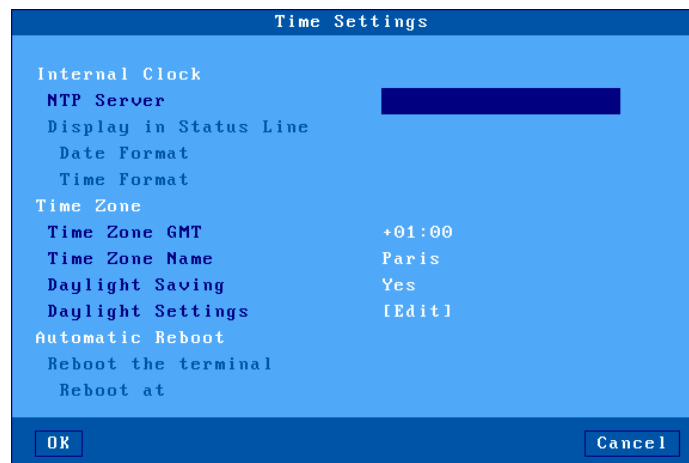 Time Settings
Internal Clock
NTP Server
Display in Status Line
Date Format
Time Format
Time Zone
Time Zone GMT +01:00
Time Zone Name Paris
Daylight Saving Yes
Daylight Settings [Edit]
Automatic Reboot
Reboot the terminal
Reboot at
OK Cancel